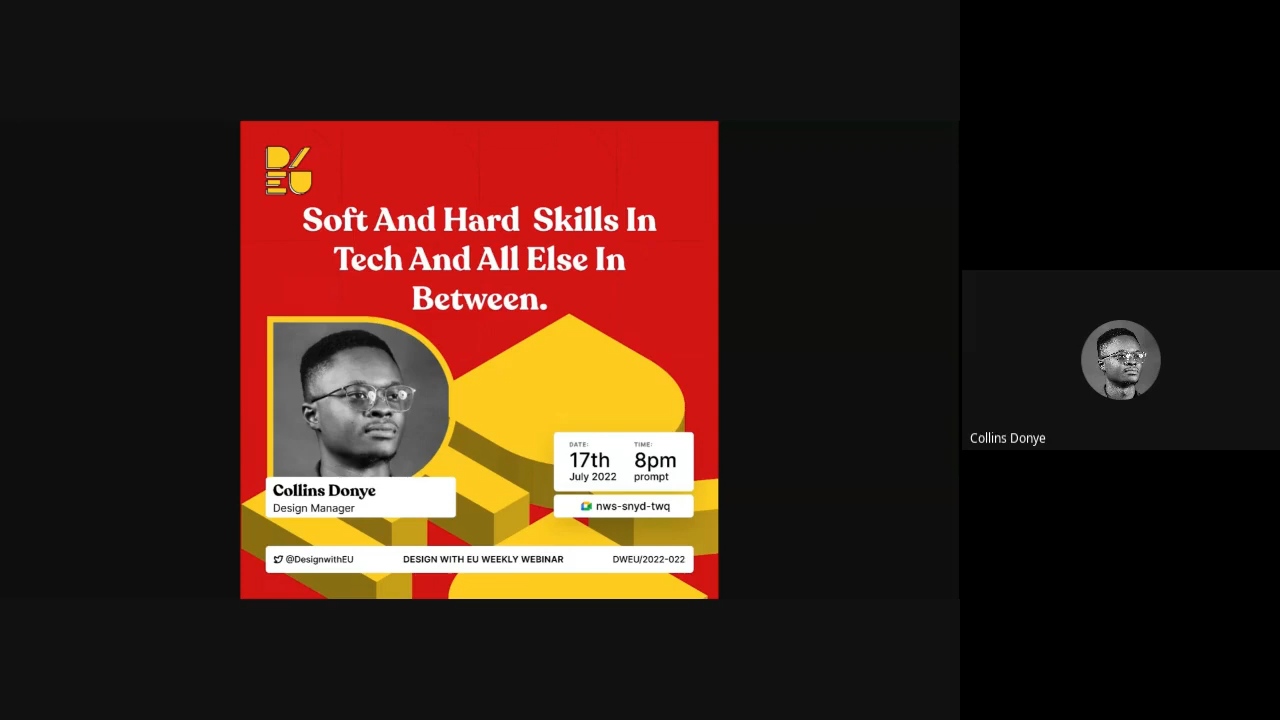 D/
EU
Soft And Hard Skills In
Tech And All Else In
Between.
Collins Donye
Design Manager
DATE:
17th
July 2022
TIME:
8pm
prompt
nws-snyd-twq
@DesignwithEU
DESIGN WITH EU WEEKLY WEBINAR
DWEU/2022-022
Collins Donye